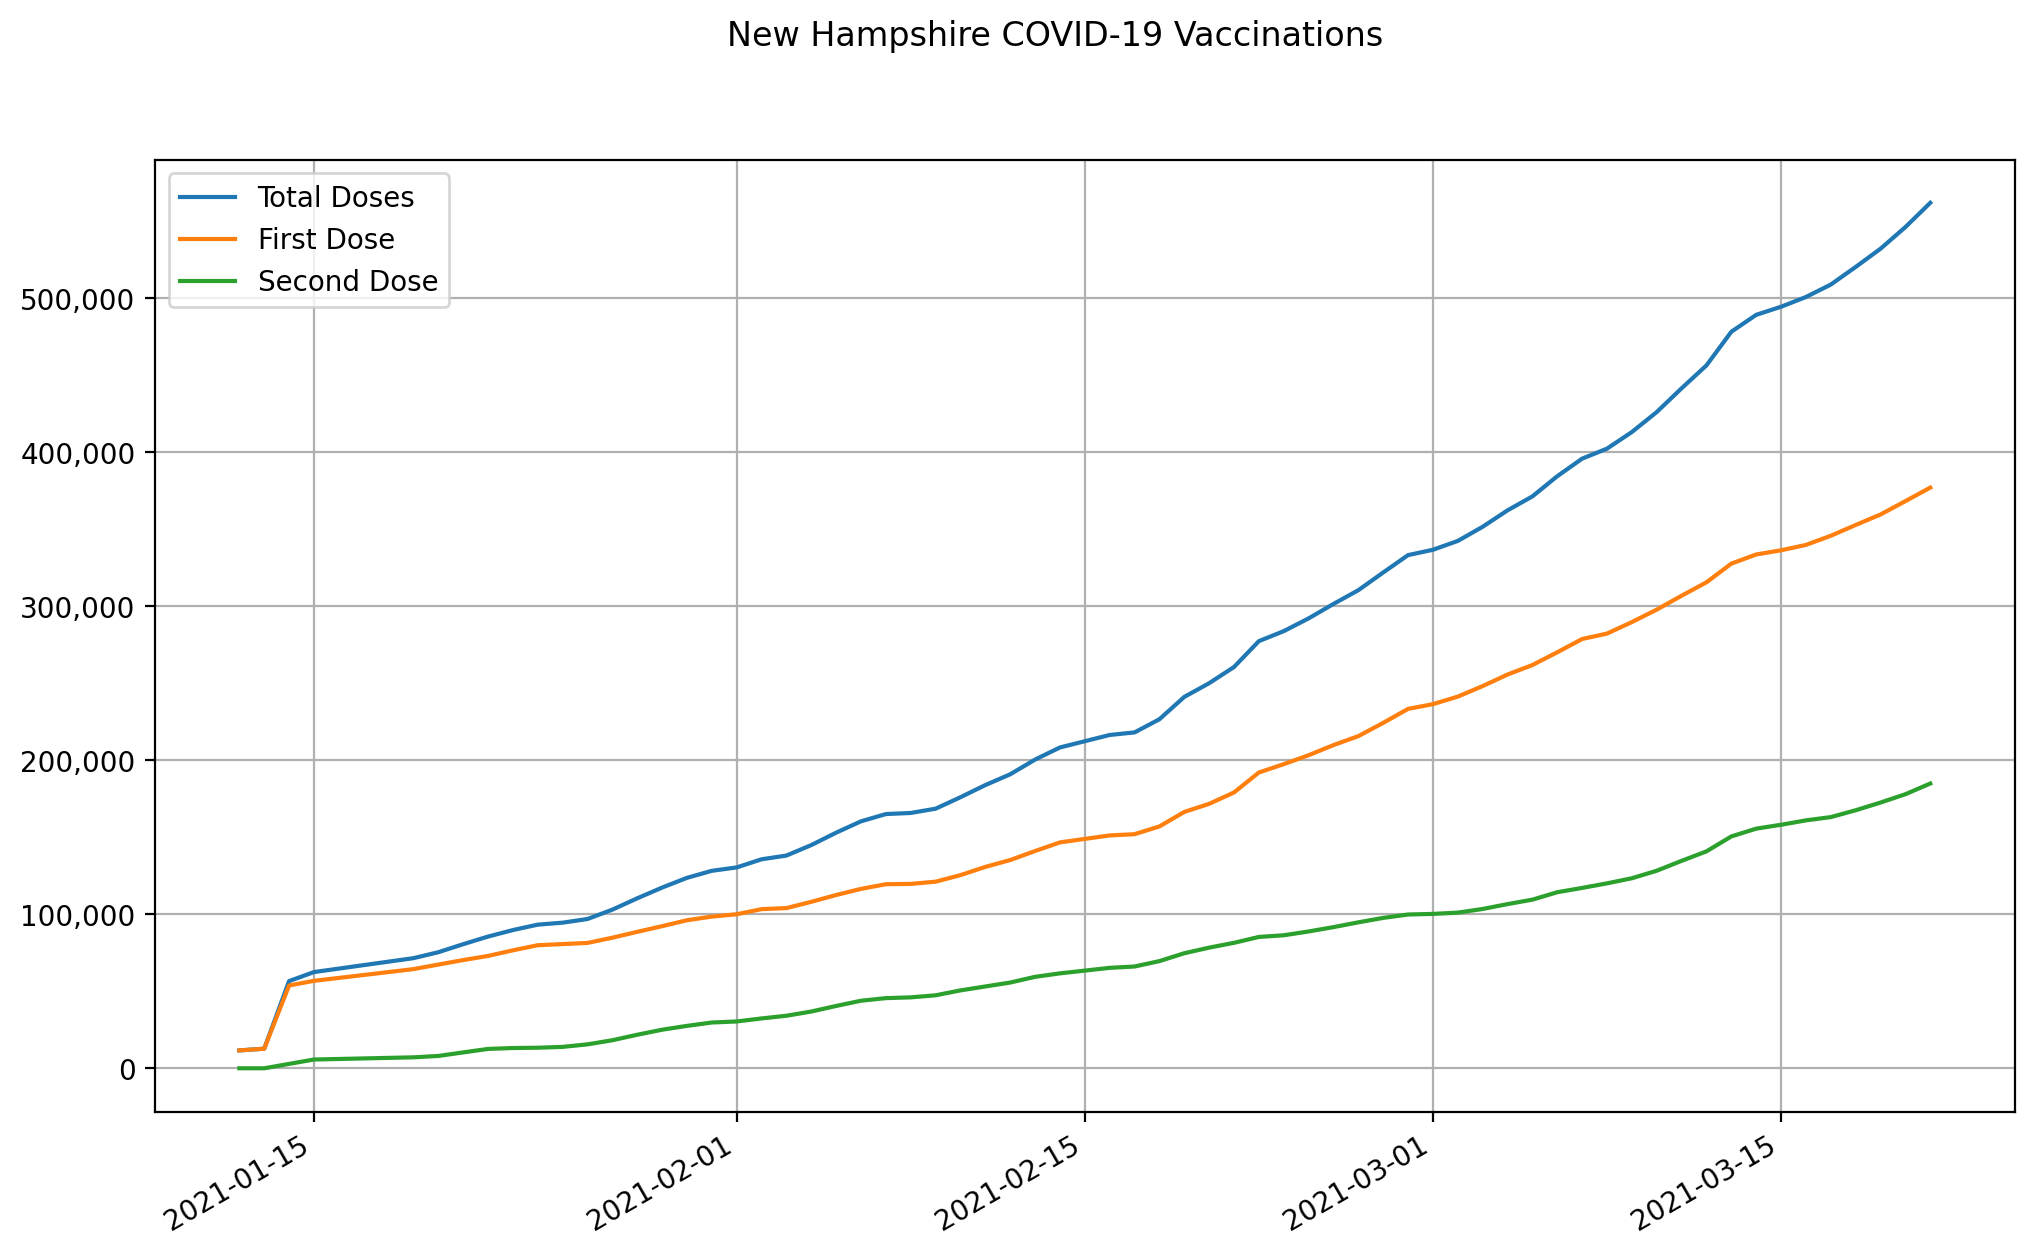 New Hampshire COVID-19 Vaccinations
Total Doses
First Dose
Second Dose
500,000
400,000
300,000
200,000
100,000
0
2021-01-15
2021-02-01
2021-02-15
2021-03-01
2021-03-15